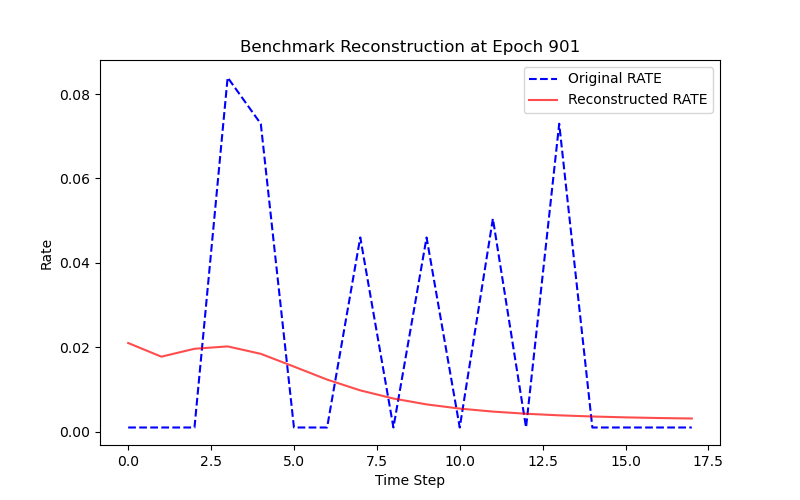 Benchmark Reconstruction at Epoch 901
Original RATE
Reconstructed RATE
0.08
0.06
0.04
0.02
0.00
Rate
0.0 2.5 5.0 7.5 10.0 12.5 15.0 17.5
Time Step